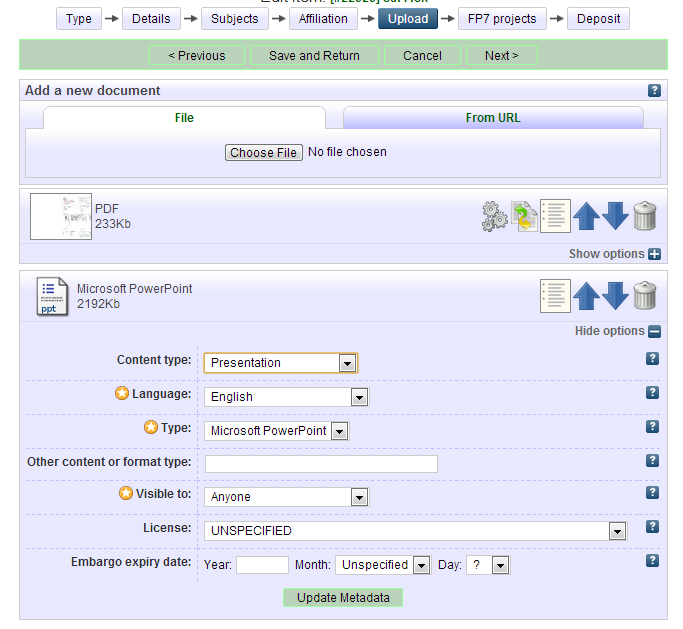 Type Details Subjects Affiliation Upload FP7 projects Deposit
< Previous Save and Return Cancel Next >
Add a new document ?
File From URL
Choose File No file chosen
PDF
233Kb
Show options
ppt
Microsoft PowerPoint
2192Kb
Hide options
Content type: Presentation ?
Language: English ?
Type: Microsoft PowerPoint ?
Other content or format type: ?
Visible to: Anyone ?
License: UNSPECIFIED ?
Embargo expiry date: Year: Month: Unspecified Day: ? ?
Update Metadata